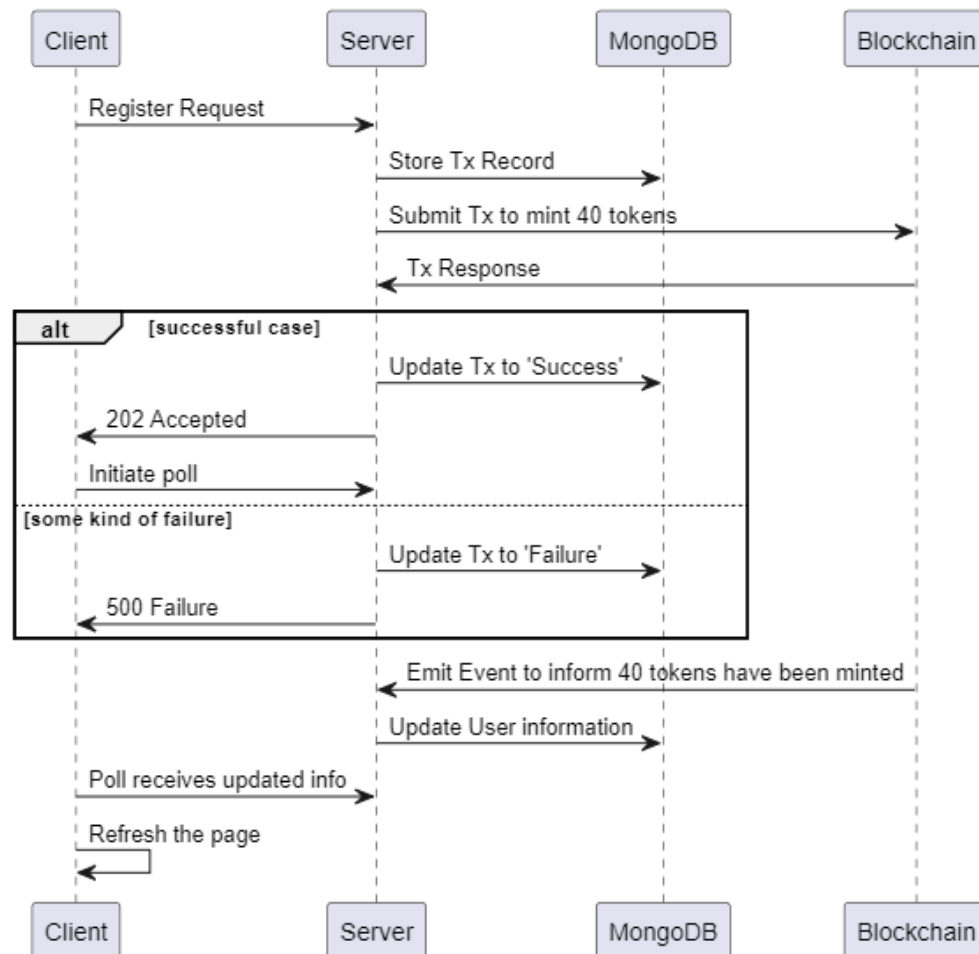 Client Server MongoDB Blockchain
Register Request
Store Tx Record
Submit Tx to mint 40 tokens
Tx Response
alt [successful case]
Update Tx to 'Success'
202 Accepted
Initiate poll
[some kind of failure]
Update Tx to 'Failure'
500 Failure
Emit Event to inform 40 tokens have been minted
Update User information
Poll receives updated info
Refresh the page
Client Server MongoDB Blockchain